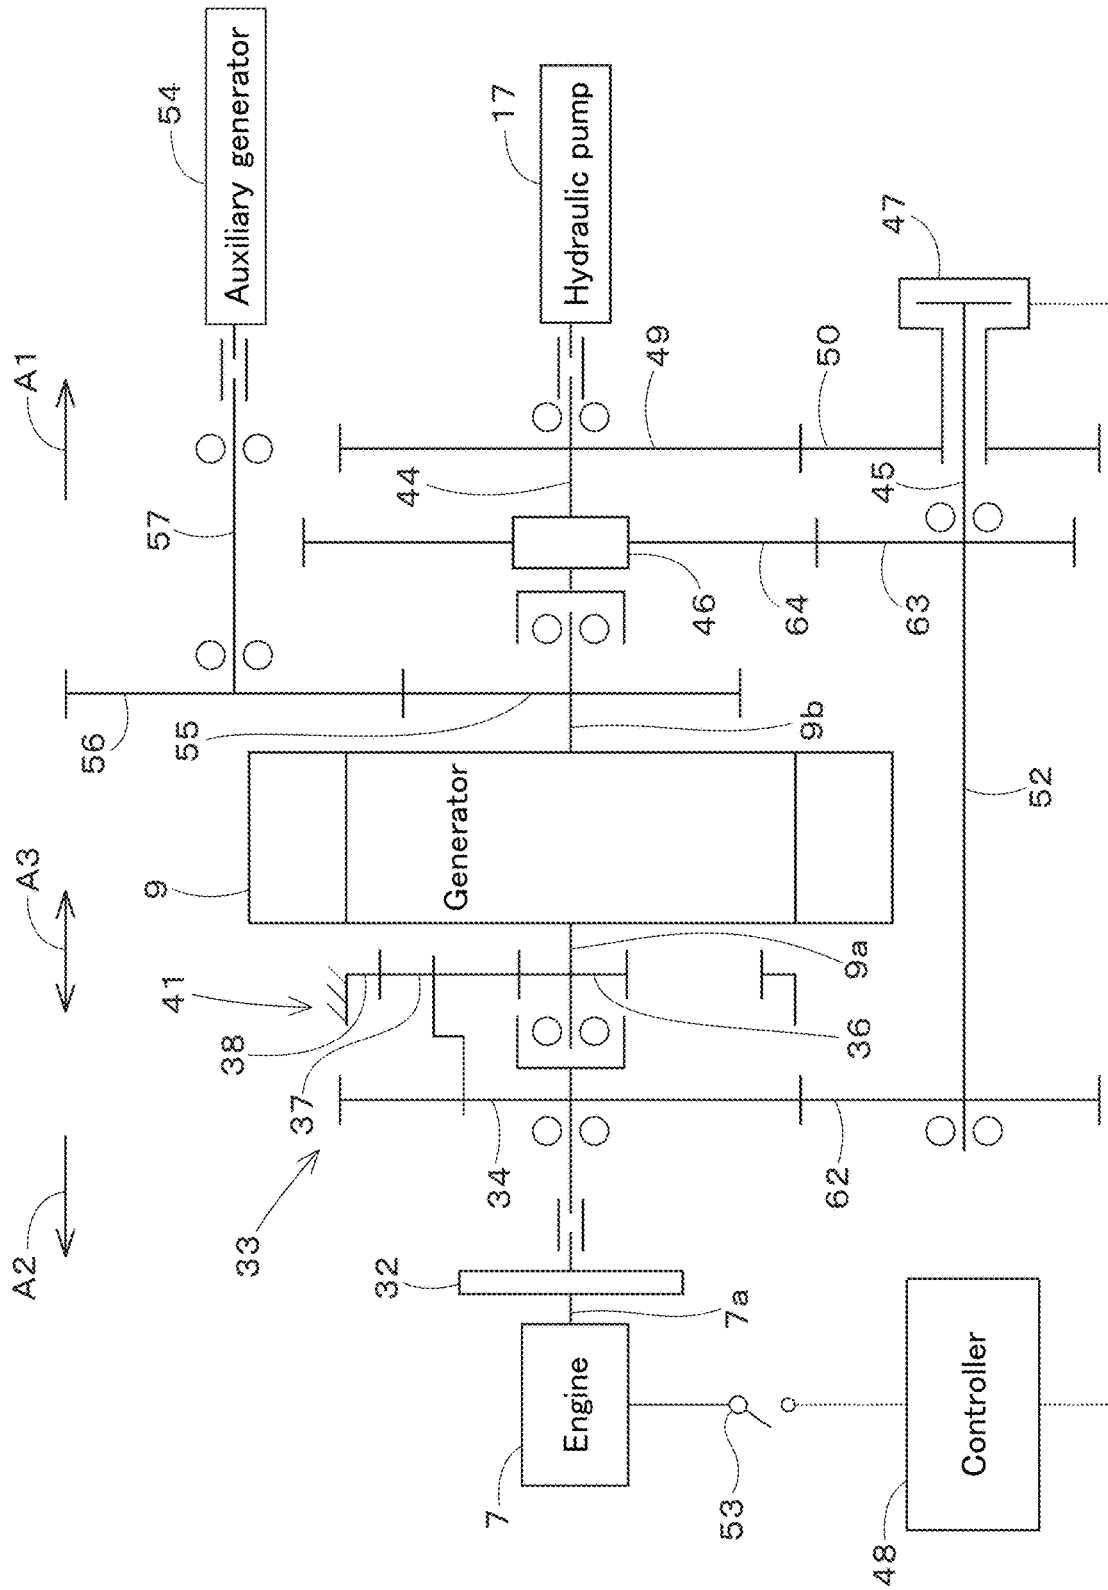 A2
A3
A1
33
37
38
41
9
56
55
57
54
Auxiliary generator
7
Engine
32
7a
34
36
9a
Generator
9b
46
44
64
49
17
Hydraulic pump
53
48
Controller
62
52
63
45
50
47